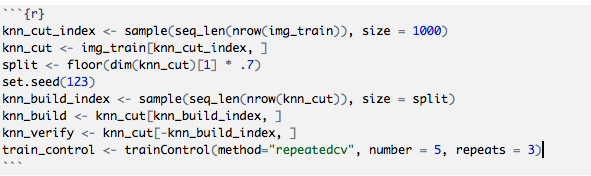 ```{r}
knn_cut_index <- sample(seq_len(nrow(img_train)), size = 1000)
knn_cut <- img_train[knn_cut_index, ]
split <- floor(dim(knn_cut)[1] * .7)
set.seed(123)
knn_build_index <- sample(seq_len(nrow(knn_cut)), size = split)
knn_build <- knn_cut[knn_build_index, ]
knn_verify <- knn_cut[-knn_build_index, ]
train_control <- trainControl(method="repeatedcv", number = 5, repeats = 3)
```